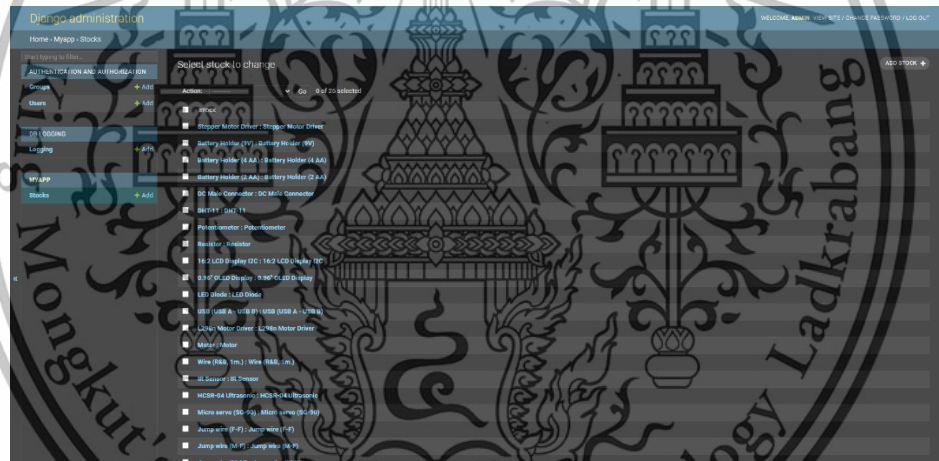 Django administration
WELCOME, ADMIN. VIEW SITE / CHANGE PASSWORD / LOG OUT
Home › Myapp › Stocks
Start typing to filter...
AUTHENTICATION AND AUTHORIZATION
Groups + Add
Users + Add
DB LOGGING
Logging + Add
MYAPP
Stocks + Add
«
Select stock to change
ADD STOCK +
Action: --------- Go 0 of 25 selected
STOCK
Stepper Motor Driver : Stepper Motor Driver
Battery Holder (9V) : Battery Holder (9V)
Battery Holder (4 AA) : Battery Holder (4 AA)
Battery Holder (2 AA) : Battery Holder (2 AA)
DC Male Connector : DC Male Connector
DHT-11 : DHT-11
Potentiometer : Potentiometer
Resistor : Resistor
16:2 LCD Display I2C : 16:2 LCD Display I2C
0.96" OLED Display : 0.96" OLED Display
LED Diode : LED Diode
USB (USB A - USB B) : USB (USB A - USB B)
L298n Motor Driver : L298n Motor Driver
Motor : Motor
Wire (R&B, 1m.) : Wire (R&B, 1m.)
IR Sensor : IR Sensor
HCSR-04 Ultrasonic : HCSR-04 Ultrasonic
Micro servo (SG-90) : Micro servo (SG-90)
Jump wire (F-F) : Jump wire (F-F)
Jump wire (M-F) : Jump wire (M-F)
Mongkut's
Ladkrabang